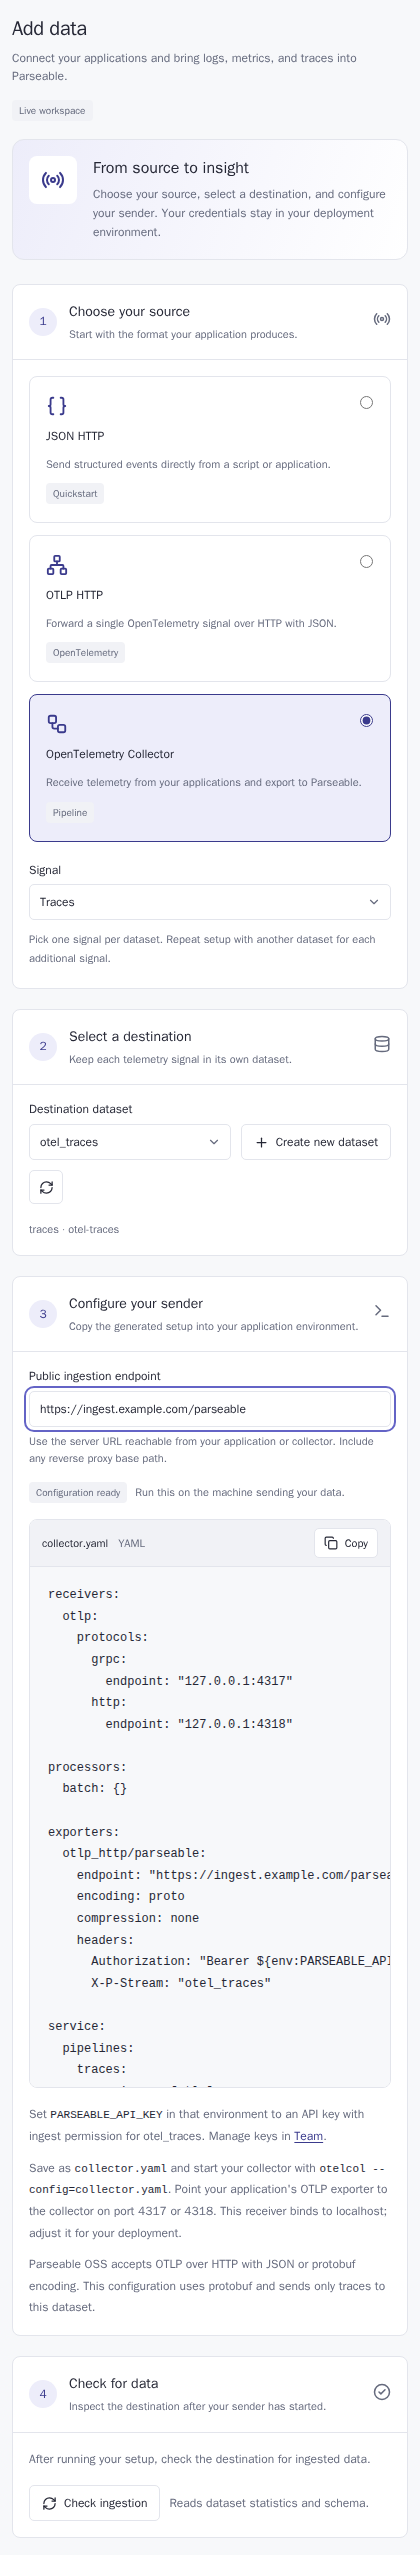 Add data
Connect your applications and bring logs, metrics, and traces into
Parseable.
Live workspace
From source to insight
Choose your source, select a destination, and configure
your sender. Your credentials stay in your deployment
environment.
1
Choose your source
Start with the format your application produces.
JSON HTTP
Send structured events directly from a script or application.
Quickstart
OTLP HTTP
Forward a single OpenTelemetry signal over HTTP with JSON.
OpenTelemetry
OpenTelemetry Collector
Receive telemetry from your applications and export to Parseable.
Pipeline
Signal
Traces
Pick one signal per dataset. Repeat setup with another dataset for each
additional signal.
2
Select a destination
Keep each telemetry signal in its own dataset.
Destination dataset
otel_traces
Create new dataset
traces · otel-traces
3
Configure your sender
Copy the generated setup into your application environment.
Public ingestion endpoint
https://ingest.example.com/parseable
Use the server URL reachable from your application or collector. Include
any reverse proxy base path.
Configuration ready Run this on the machine sending your data.
collector.yaml YAML Copy
receivers:
otlp:
protocols:
grpc:
endpoint: "127.0.0.1:4317"
http:
endpoint: "127.0.0.1:4318"
processors:
batch: {}
exporters:
otlp_http/parseable:
endpoint: "https://ingest.example.com/parsea
encoding: proto
compression: none
headers:
Authorization: "Bearer ${env:PARSEABLE_API
X-P-Stream: "otel_traces"
service:
pipelines:
traces:
Set PARSEABLE_API_KEY in that environment to an API key with
ingest permission for otel_traces. Manage keys in Team.
Save as collector.yaml and start your collector with otelcol --
config=collector.yaml. Point your application's OTLP exporter to
the collector on port 4317 or 4318. This receiver binds to localhost;
adjust it for your deployment.
Parseable OSS accepts OTLP over HTTP with JSON or protobuf
encoding. This configuration uses protobuf and sends only traces to
this dataset.
4
Check for data
Inspect the destination after your sender has started.
After running your setup, check the destination for ingested data.
Check ingestion Reads dataset statistics and schema.